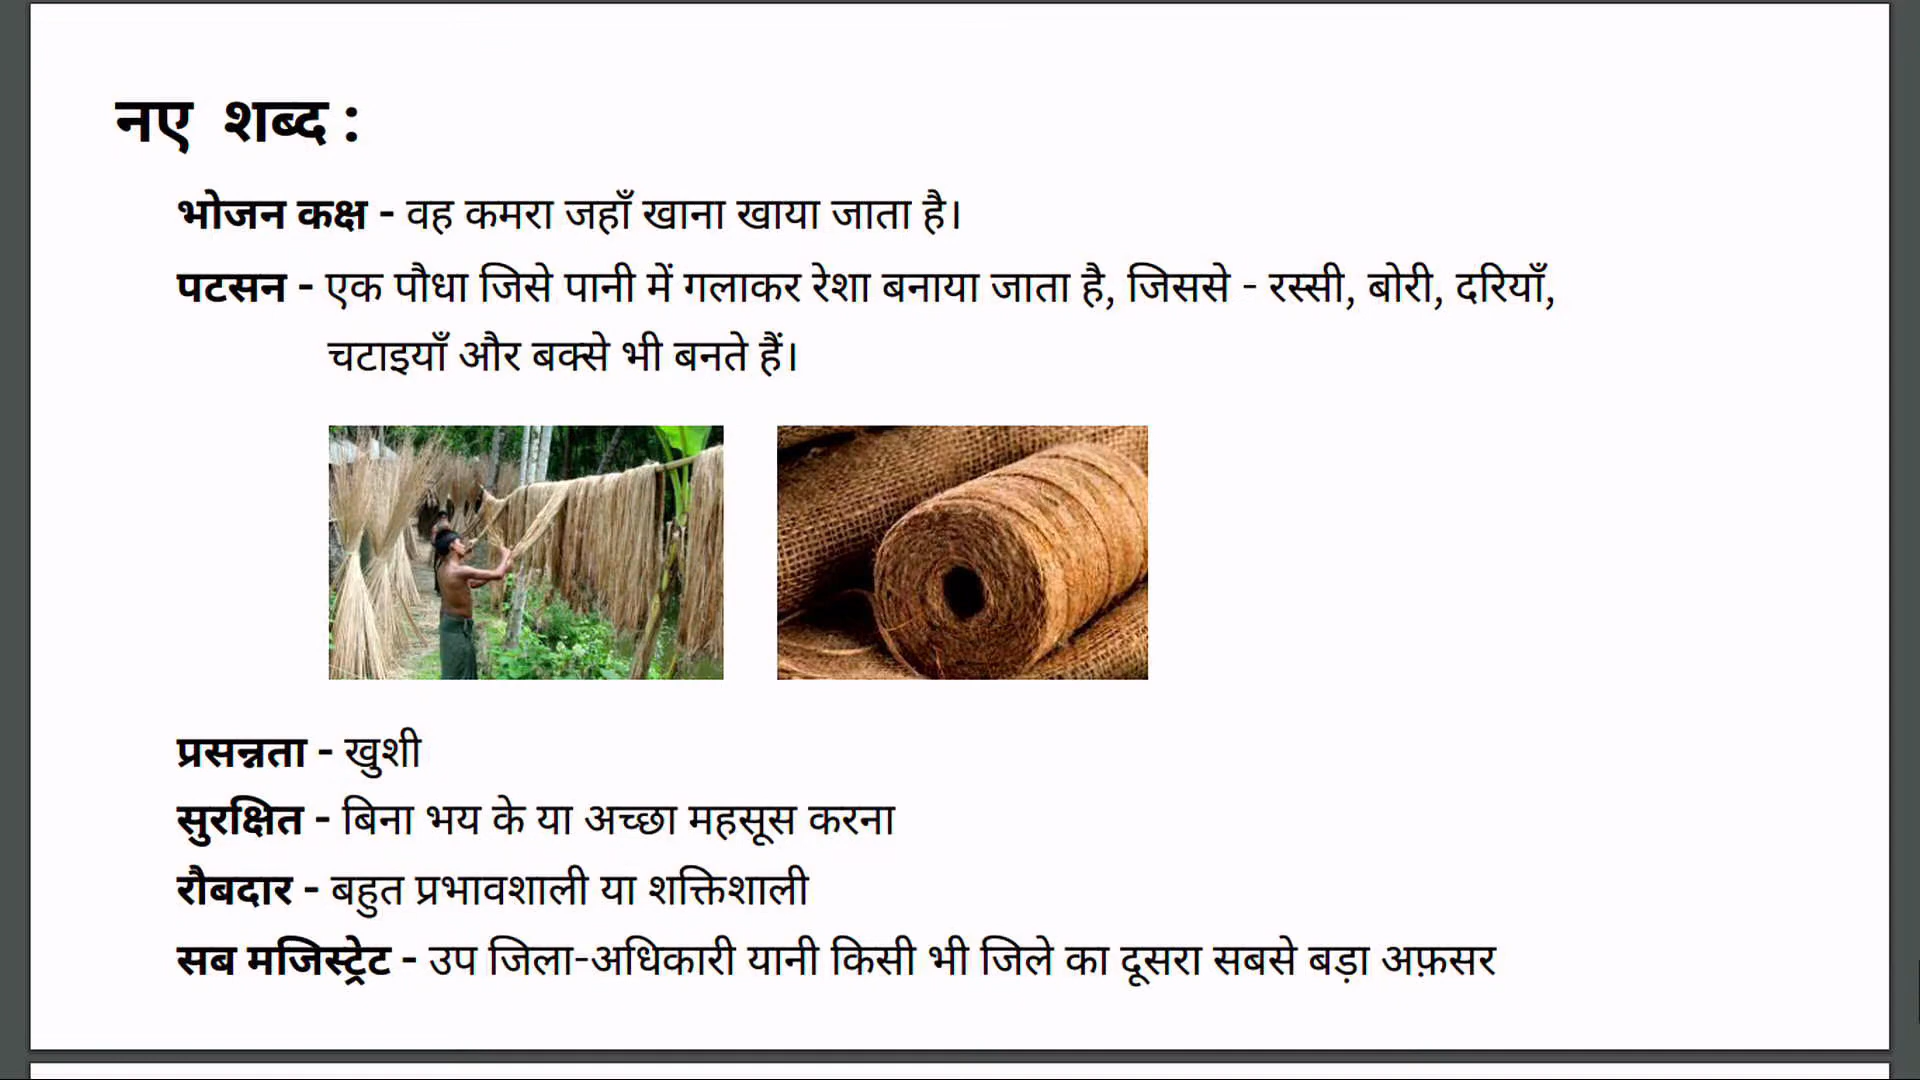 नए शब्द :
भोजन कक्ष - वह कमरा जहाँ खाना खाया जाता है।
पटसन - एक पौधा जिसे पानी में गलाकर रेशा बनाया जाता है, जिससे - रस्सी, बोरी, दरियाँ,
चटाइयाँ और बक्से भी बनते हैं।
प्रसन्नता - खुशी
सुरक्षित - बिना भय के या अच्छा महसूस करना
रौबदार - बहुत प्रभावशाली या शक्तिशाली
सब मजिस्ट्रेट - उप जिला-अधिकारी यानी किसी भी जिले का दूसरा सबसे बड़ा अफ़सर